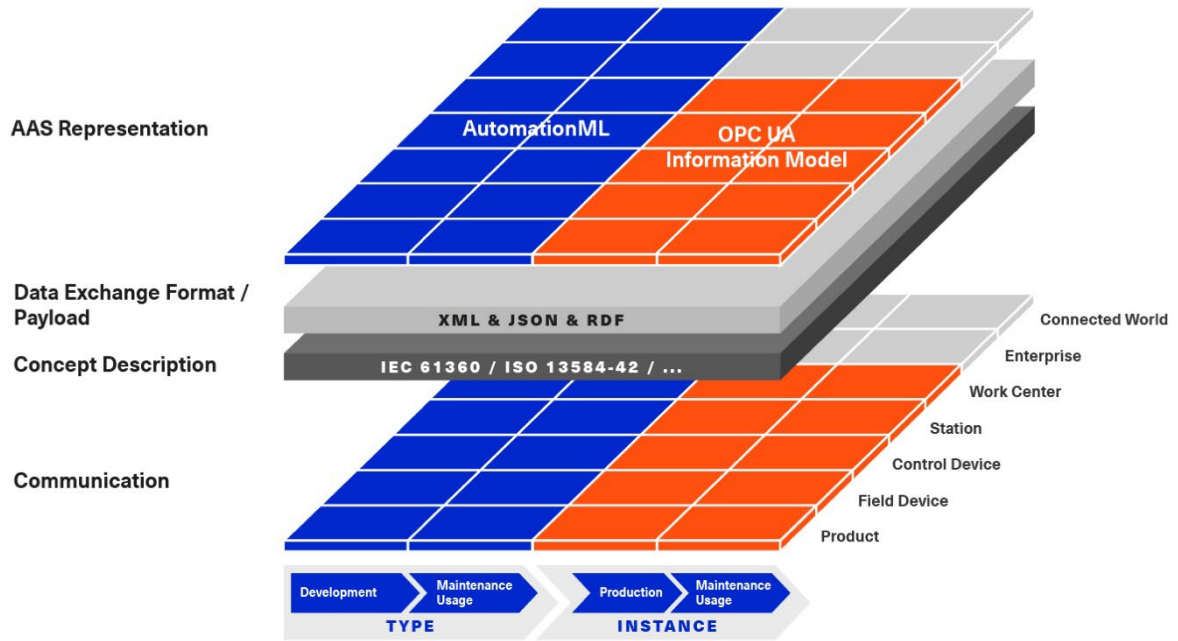 AAS Representation
AutomationML
OPC UA
Information Model
Data Exchange Format /
Payload
XML & JSON & RDF
Concept Description
IEC 61360 / ISO 13584-42 / ...
Communication
Connected World
Enterprise
Work Center
Station
Control Device
Field Device
Product
Development
Maintenance
Usage
Production
Maintenance
Usage
TYPE
INSTANCE